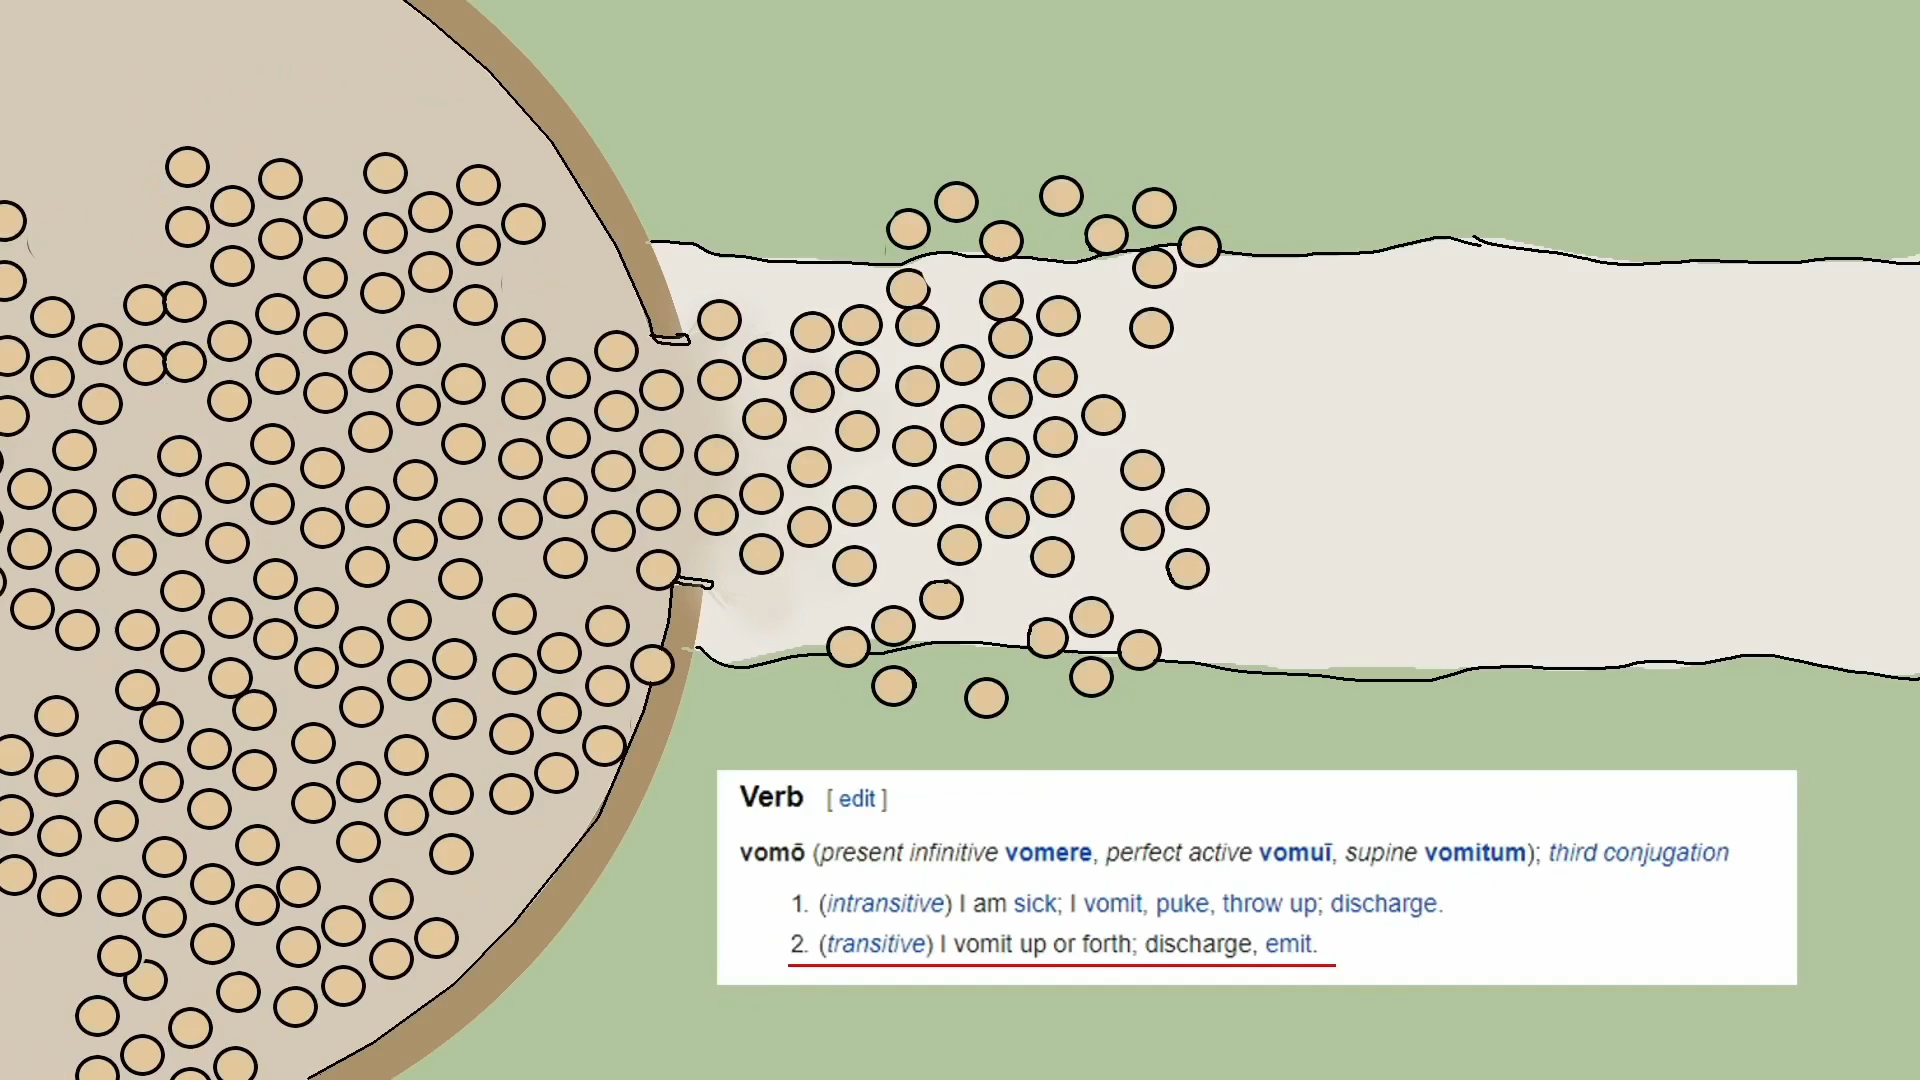 Verb [ edit ]
vomō (present infinitive vomere, perfect active vomuī, supine vomitum); third conjugation
1. (intransitive) I am sick; I vomit, puke, throw up; discharge.
2. (transitive) I vomit up or forth; discharge, emit.